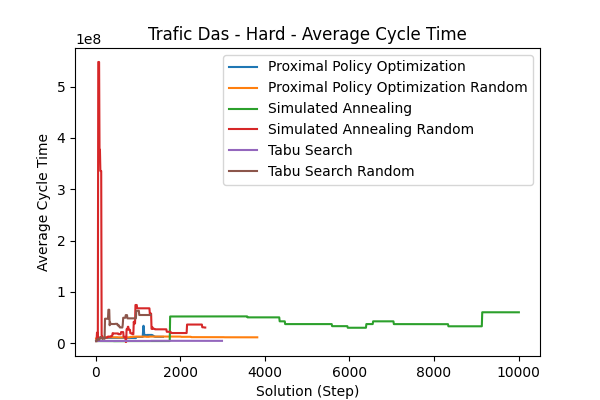 Trafic Das - Hard - Average Cycle Time
1e8
Proximal Policy Optimization
Proximal Policy Optimization Random
Simulated Annealing
Simulated Annealing Random
Tabu Search
Tabu Search Random
5
4
3
2
1
0
Average Cycle Time
0 2000 4000 6000 8000 10000
Solution (Step)